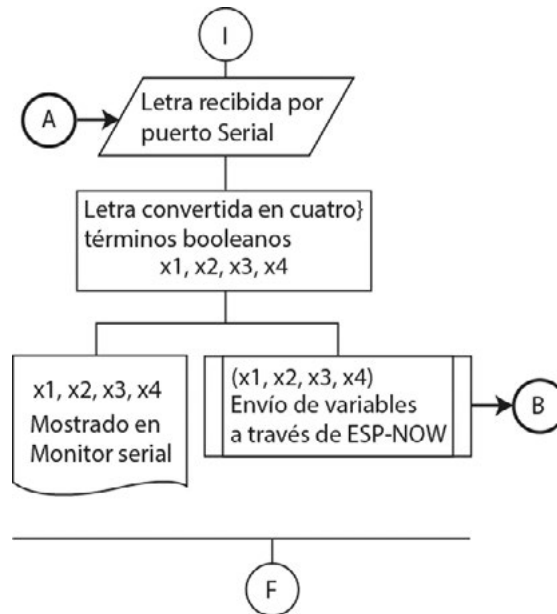 I
A
Letra recibida por
puerto Serial
Letra convertida en cuatro}
términos booleanos
x1, x2, x3, x4
x1, x2, x3, x4
Mostrado en
Monitor serial
(x1, x2, x3, x4)
Envío de variables
a través de ESP-NOW
B
F